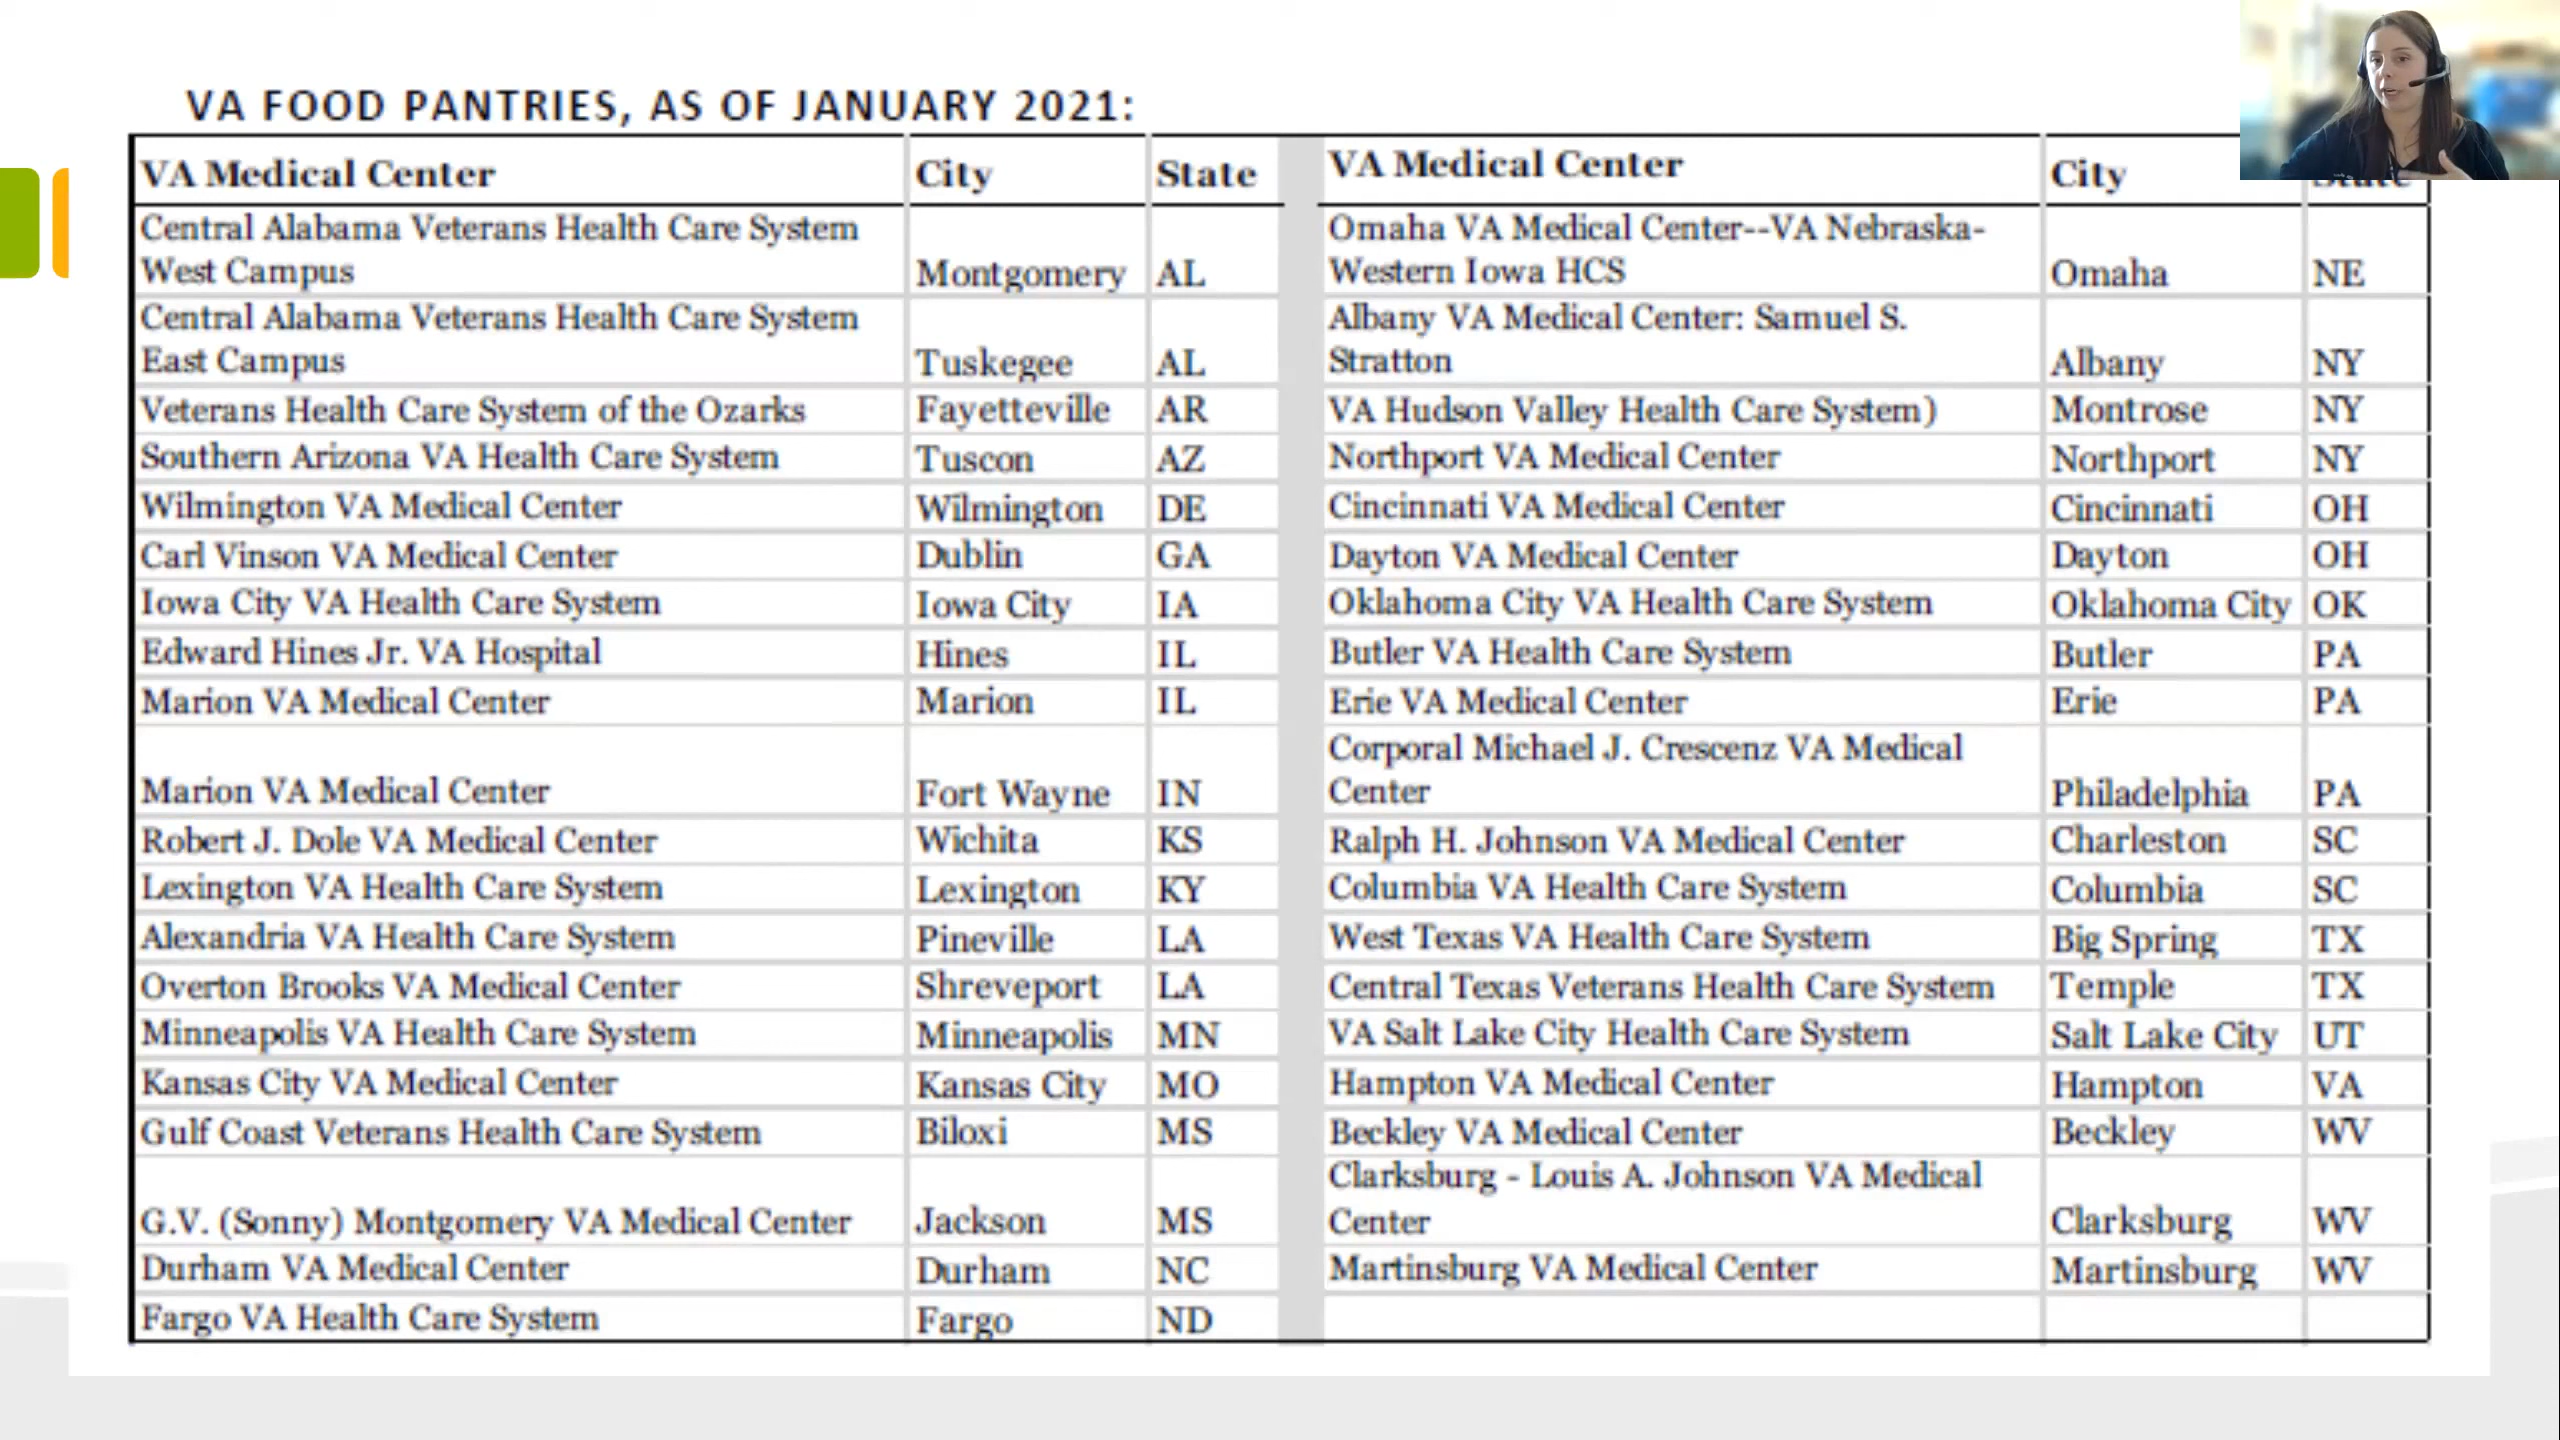 VA FOOD PANTRIES, AS OF JANUARY 2021:
VA Medical Center City State
Central Alabama Veterans Health Care System
West Campus Montgomery AL
Central Alabama Veterans Health Care System
East Campus Tuskegee AL
Veterans Health Care System of the Ozarks Fayetteville AR
Southern Arizona VA Health Care System Tuscon AZ
Wilmington VA Medical Center Wilmington DE
Carl Vinson VA Medical Center Dublin GA
Iowa City VA Health Care System Iowa City IA
Edward Hines Jr. VA Hospital Hines IL
Marion VA Medical Center Marion IL
Marion VA Medical Center Fort Wayne IN
Robert J. Dole VA Medical Center Wichita KS
Lexington VA Health Care System Lexington KY
Alexandria VA Health Care System Pineville LA
Overton Brooks VA Medical Center Shreveport LA
Minneapolis VA Health Care System Minneapolis MN
Kansas City VA Medical Center Kansas City MO
Gulf Coast Veterans Health Care System Biloxi MS
G.V. (Sonny) Montgomery VA Medical Center Jackson MS
Durham VA Medical Center Durham NC
Fargo VA Health Care System Fargo ND
VA Medical Center City State
Omaha VA Medical Center--VA Nebraska-
Western Iowa HCS Omaha NE
Albany VA Medical Center: Samuel S.
Stratton Albany NY
VA Hudson Valley Health Care System) Montrose NY
Northport VA Medical Center Northport NY
Cincinnati VA Medical Center Cincinnati OH
Dayton VA Medical Center Dayton OH
Oklahoma City VA Health Care System Oklahoma City OK
Butler VA Health Care System Butler PA
Erie VA Medical Center Erie PA
Corporal Michael J. Crescenz VA Medical
Center Philadelphia PA
Ralph H. Johnson VA Medical Center Charleston SC
Columbia VA Health Care System Columbia SC
West Texas VA Health Care System Big Spring TX
Central Texas Veterans Health Care System Temple TX
VA Salt Lake City Health Care System Salt Lake City UT
Hampton VA Medical Center Hampton VA
Beckley VA Medical Center Beckley WV
Clarksburg - Louis A. Johnson VA Medical
Center Clarksburg WV
Martinsburg VA Medical Center Martinsburg WV